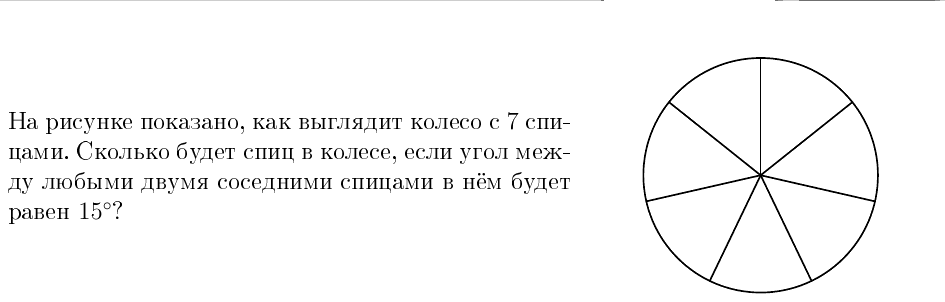 На рисунке показано, как выглядит колесо с 7 спи-
цами. Сколько будет спиц в колесе, если угол меж-
ду любыми двумя соседними спицами в нём будет
равен 15°?